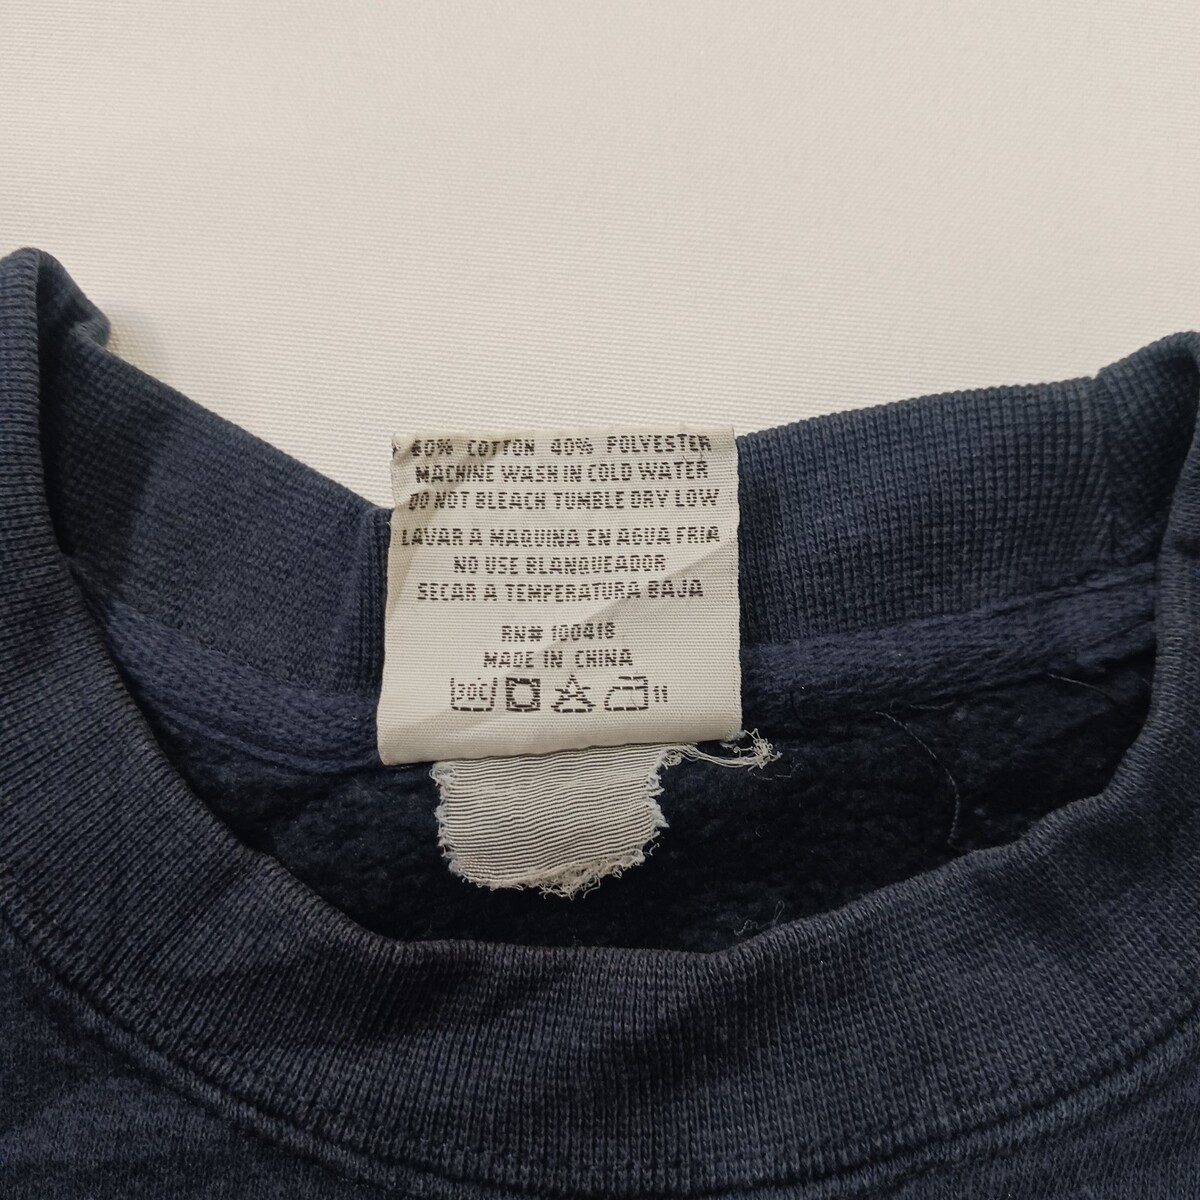 60% COTTON 40% POLYESTER
MACHINE WASH IN COLD WATER
DO NOT BLEACH TUMBLE DRY LOW
LAVAR A MAQUINA EN AGUA FRIA
NO USE BLANQUEADOR
SECAR A TEMPERATURA BAJA
RN# 100418
MADE IN CHINA